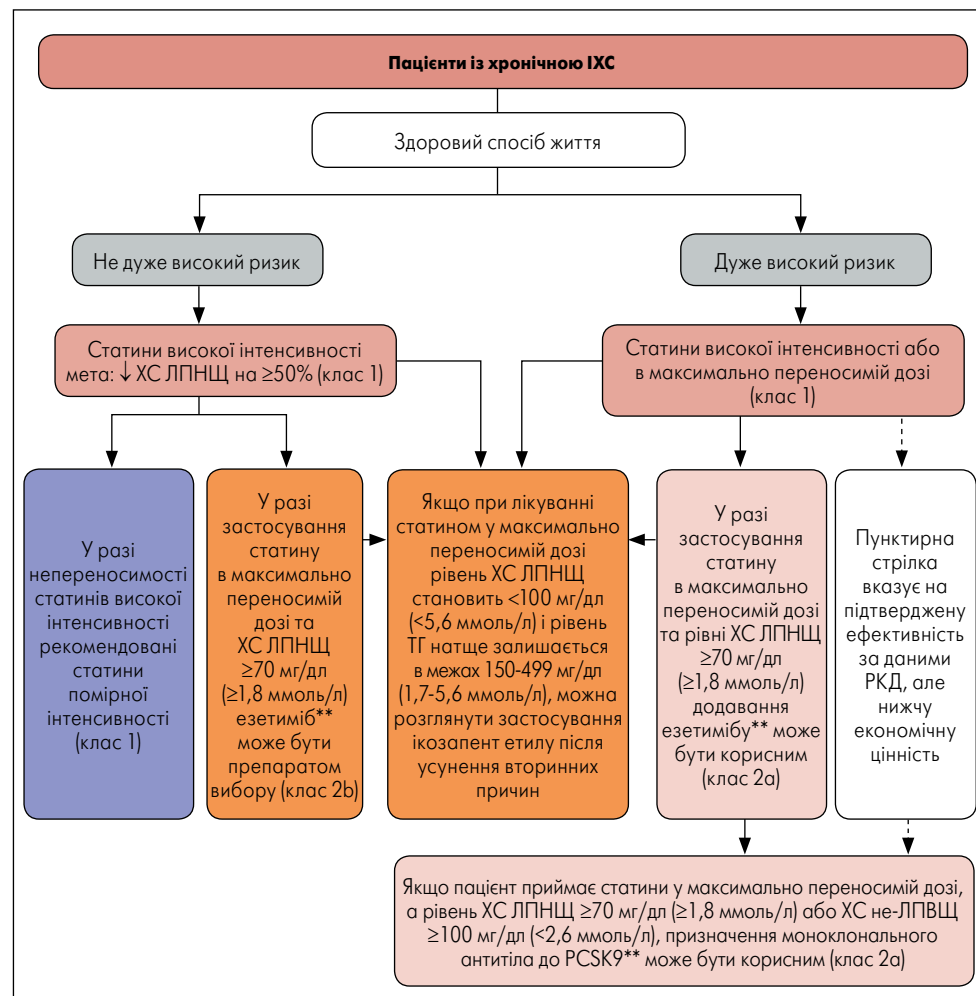 Пацієнти із хронічною ІХС
Здоровий спосіб життя
Не дуже високий ризик
Дуже високий ризик
Статини високої інтенсивності
мета: ↓ ХС ЛПНЩ на ≥50% (клас 1)
Статини високої інтенсивності або
в максимально переносимій дозі
(клас 1)
У разі
непереносимості
статинів високої
інтенсивності
рекомендовані
статини
помірної
інтенсивності
(клас 1)
У разі
застосування
статину
в максимально
переносимій
дозі та
ХС ЛПНЩ
≥70 мг/дл
(≥1,8 ммоль/л)
езетиміб**
може бути
препаратом
вибору (клас 2b)
Якщо при лікуванні
статином у максимально
переносимій дозі
рівень ХС ЛПНЩ
становить <100 мг/дл
(<5,6 ммоль/л) і рівень
ТГ натще залишається
в межах 150-499 мг/дл
(1,7-5,6 ммоль/л), можна
розглянути застосування
ікозапент етилу після
усунення вторинних
причин
У разі
застосування
статину
в максимально
переносимій дозі
та рівні ХС ЛПНЩ
≥70 мг/дл
(≥1,8 ммоль/л)
додавання
езетимібу** може
бути корисним
(клас 2а)
Пунктирна
стрілка
вказує на
підтверджену
ефективність
за даними
РКД, але
нижчу
економічну
цінність
Якщо пацієнт приймає статини у максимально переносимій дозі,
а рівень ХС ЛПНЩ ≥70 мг/дл (≥1,8 ммоль/л) або ХС не-ЛПВЩ
≥100 мг/дл (<2,6 ммоль/л), призначення моноклонального
антитіла до PCSK9** може бути корисним (клас 2а)